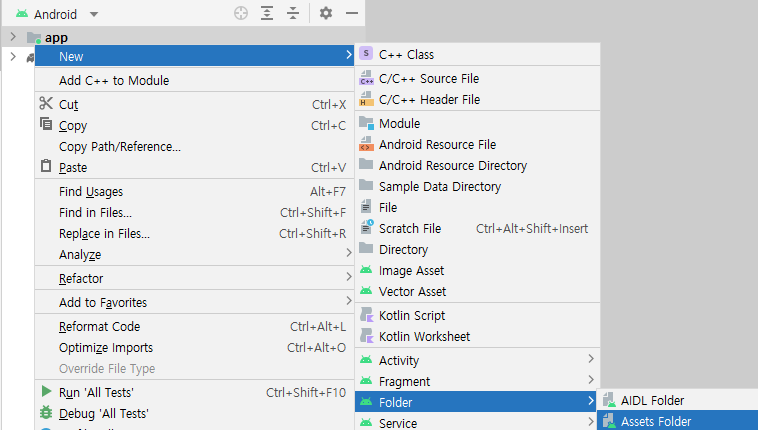 Android
app
New
Add C++ to Module
Cut Ctrl+X
Copy Ctrl+C
Copy Path/Reference...
Paste Ctrl+V
Find Usages Alt+F7
Find in Files... Ctrl+Shift+F
Replace in Files... Ctrl+Shift+R
Analyze
Refactor
Add to Favorites
Reformat Code Ctrl+Alt+L
Optimize Imports Ctrl+Alt+O
Override File Type
Run 'All Tests' Ctrl+Shift+F10
Debug 'All Tests'
S C++ Class
C++ C/C++ Source File
H C/C++ Header File
Module
Android Resource File
Android Resource Directory
Sample Data Directory
File
Scratch File Ctrl+Alt+Shift+Insert
Directory
Image Asset
Vector Asset
Kotlin Script
Kotlin Worksheet
Activity
Fragment
Folder
Service
AIDL Folder
Assets Folder